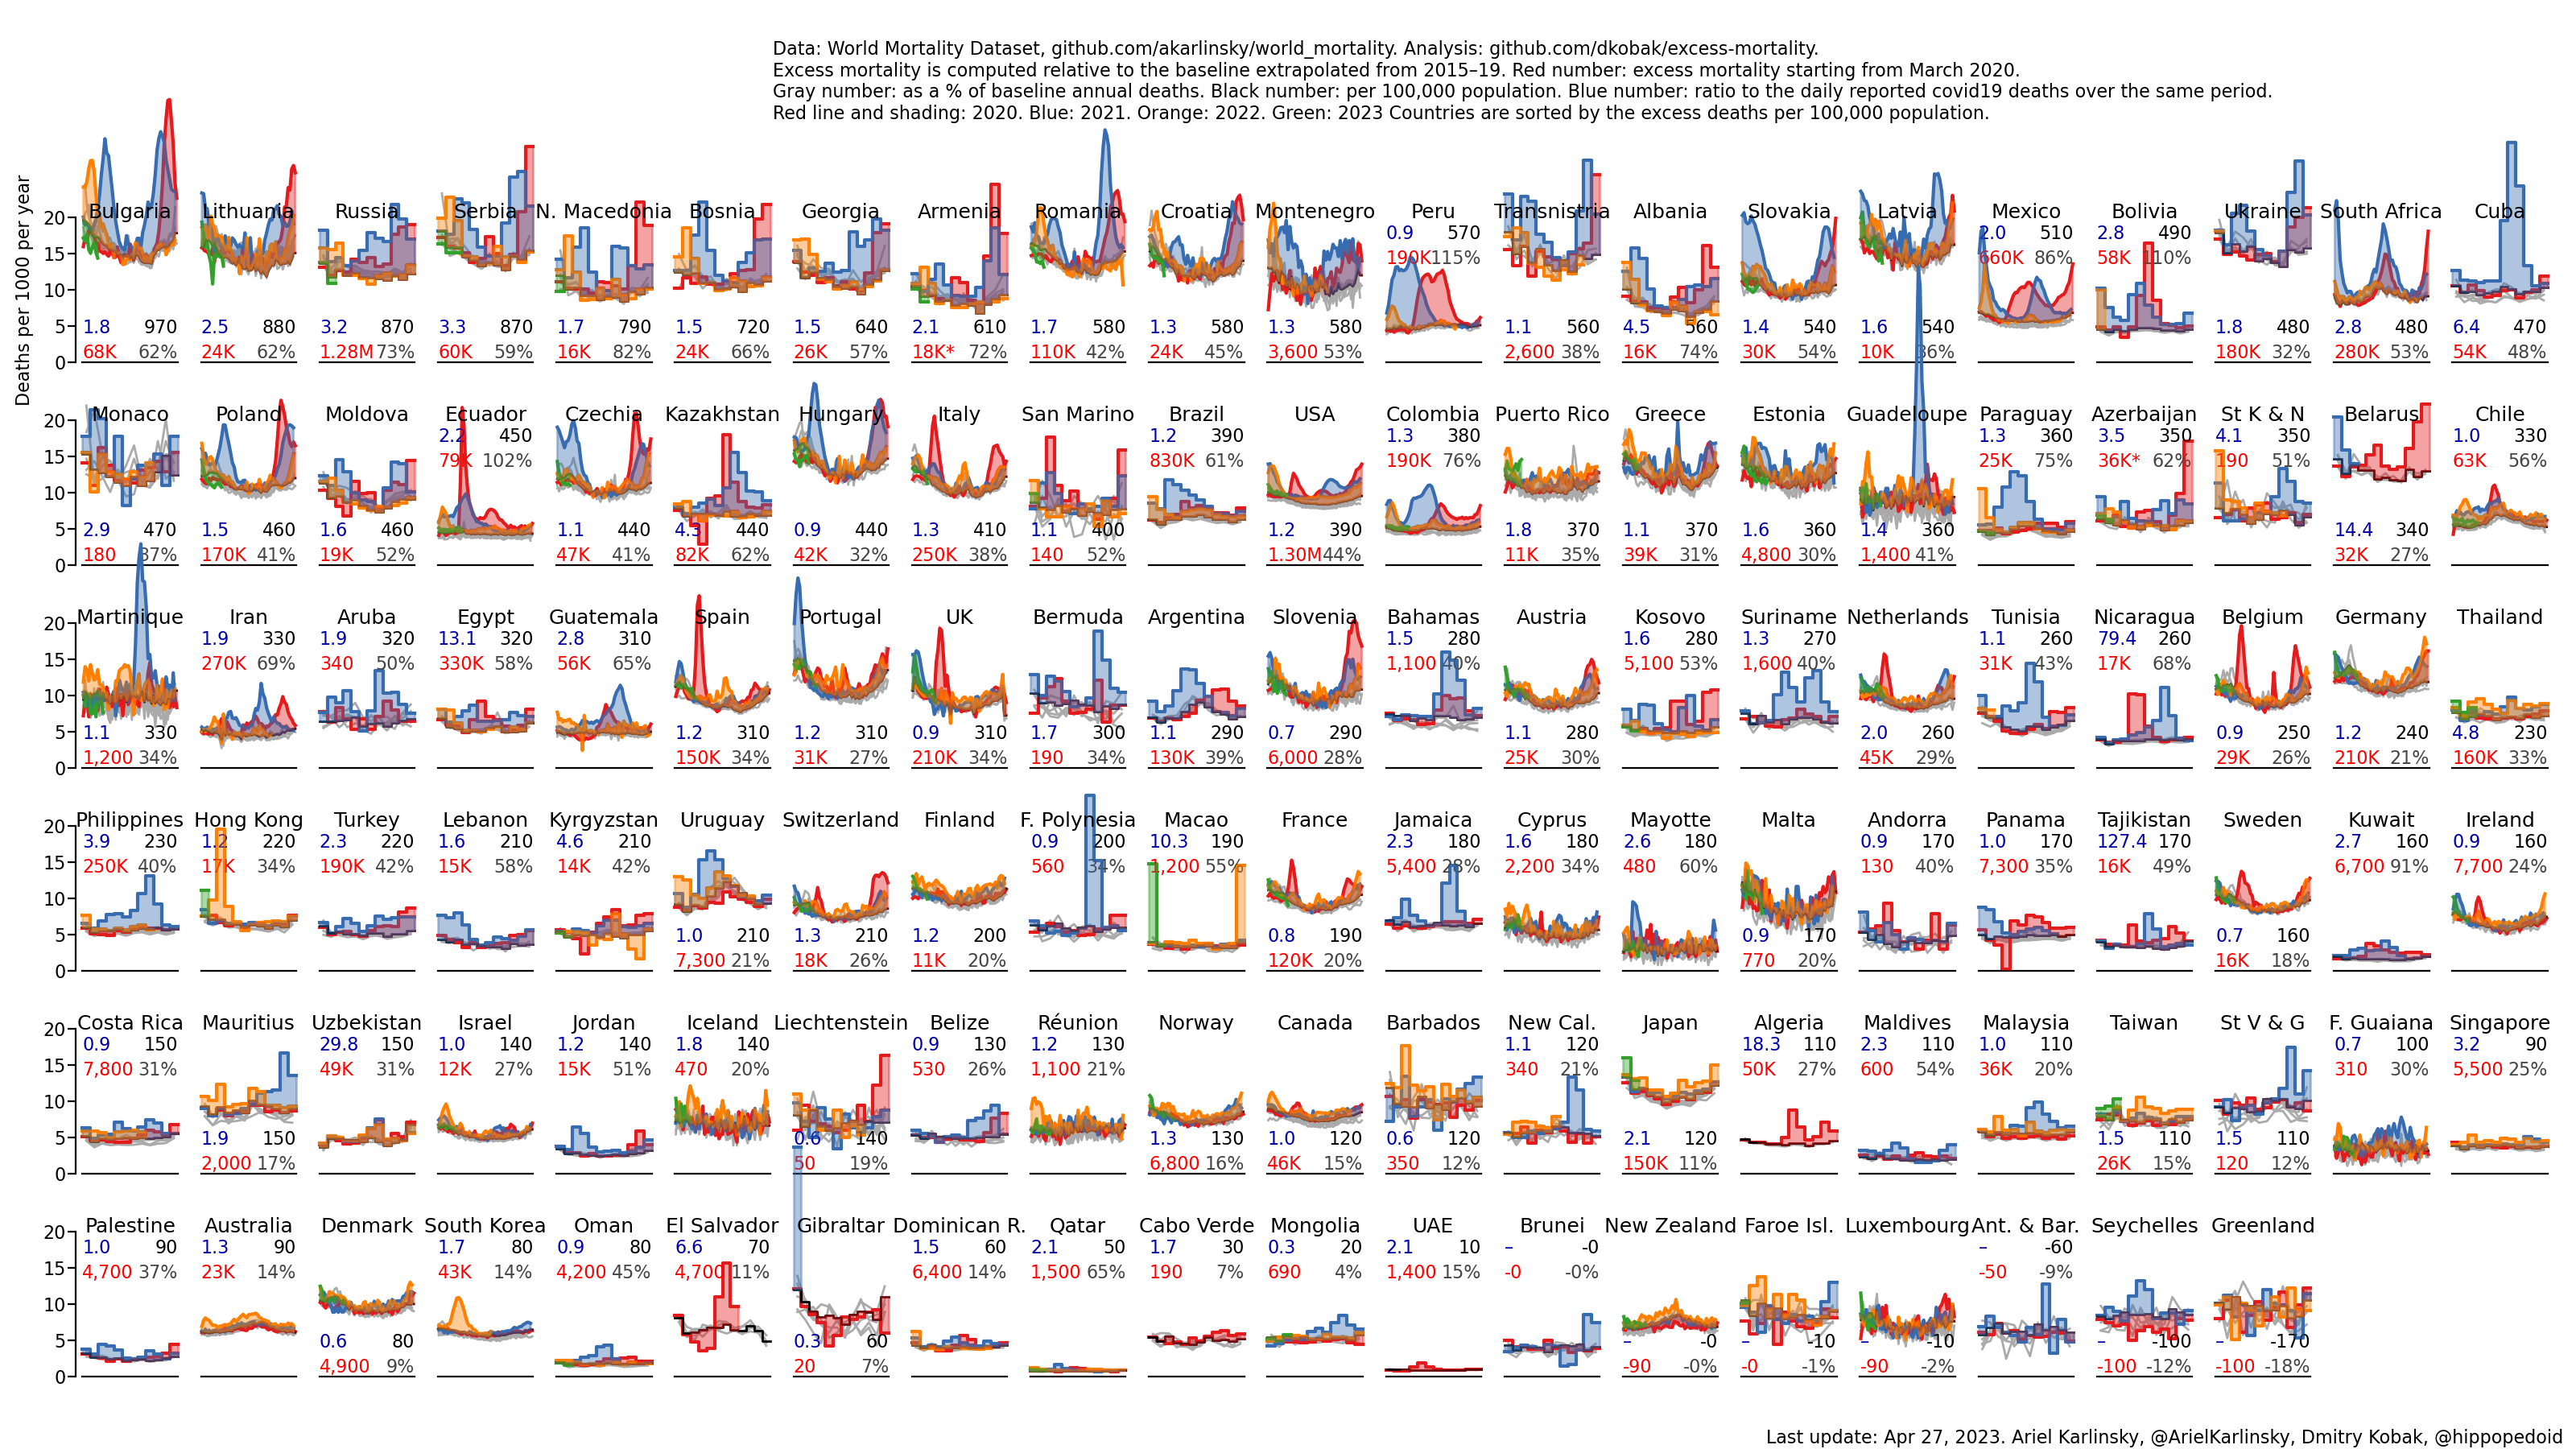 Data: World Mortality Dataset, github.com/akarlinsky/world_mortality. Analysis: github.com/dkobak/excess-mortality.
Excess mortality is computed relative to the baseline extrapolated from 2015–19. Red number: excess mortality starting from March 2020.
Gray number: as a % of baseline annual deaths. Black number: per 100,000 population. Blue number: ratio to the daily reported covid19 deaths over the same period.
Red line and shading: 2020. Blue: 2021. Orange: 2022. Green: 2023 Countries are sorted by the excess deaths per 100,000 population.
Deaths per 1000 per year
20
15
10
5
0
Bulgaria
1.8 970
68K 62%
Lithuania
2.5 880
24K 62%
Russia
3.2 870
1.28M 73%
Serbia
3.3 870
60K 59%
N. Macedonia
1.7 790
16K 82%
Bosnia
1.5 720
24K 66%
Georgia
1.5 640
26K 57%
Armenia
2.1 610
18K* 72%
Romania
1.7 580
110K 42%
Croatia
1.3 580
24K 45%
Montenegro
1.3 580
3,600 53%
Peru
0.9 570
190K 115%
Transnistria
1.1 560
2,600 38%
Albania
4.5 560
16K 74%
Slovakia
1.4 540
30K 54%
Latvia
1.6 540
10K 36%
Mexico
2.0 510
660K 86%
Bolivia
2.8 490
58K 110%
Ukraine
1.8 480
180K 32%
South Africa
2.8 480
280K 53%
Cuba
6.4 470
54K 48%
20
15
10
5
0
Monaco
2.9 470
180 37%
Poland
1.5 460
170K 41%
Moldova
1.6 460
19K 52%
Ecuador
2.2 450
79K 102%
Czechia
1.1 440
47K 41%
Kazakhstan
4.3 440
82K 62%
Hungary
0.9 440
42K 32%
Italy
1.3 410
250K 38%
San Marino
1.1 400
140 52%
Brazil
1.2 390
830K 61%
USA
1.2 390
1.30M 44%
Colombia
1.3 380
190K 76%
Puerto Rico
1.8 370
11K 35%
Greece
1.1 370
39K 31%
Estonia
1.6 360
4,800 30%
Guadeloupe
1.4 360
1,400 41%
Paraguay
1.3 360
25K 75%
Azerbaijan
3.5 350
36K* 62%
St K & N
4.1 350
190 51%
Belarus
14.4 340
32K 27%
Chile
1.0 330
63K 56%
20
15
10
5
0
Martinique
1.1 330
1,200 34%
Iran
1.9 330
270K 69%
Aruba
1.9 320
340 50%
Egypt
13.1 320
330K 58%
Guatemala
2.8 310
56K 65%
Spain
1.2 310
150K 34%
Portugal
1.2 310
31K 27%
UK
0.9 310
210K 34%
Bermuda
1.7 300
190 34%
Argentina
1.1 290
130K 39%
Slovenia
0.7 290
6,000 28%
Bahamas
1.5 280
1,100 40%
Austria
1.1 280
25K 30%
Kosovo
1.6 280
5,100 53%
Suriname
1.3 270
1,600 40%
Netherlands
2.0 260
45K 29%
Tunisia
1.1 260
31K 43%
Nicaragua
79.4 260
17K 68%
Belgium
0.9 250
29K 26%
Germany
1.2 240
210K 21%
Thailand
4.8 230
160K 33%
20
15
10
5
0
Philippines
3.9 230
250K 40%
Hong Kong
1.2 220
17K 34%
Turkey
2.3 220
190K 42%
Lebanon
1.6 210
15K 58%
Kyrgyzstan
4.6 210
14K 42%
Uruguay
1.0 210
7,300 21%
Switzerland
1.3 210
18K 26%
Finland
1.2 200
11K 20%
F. Polynesia
0.9 200
560 34%
Macao
10.3 190
1,200 55%
France
0.8 190
120K 20%
Jamaica
2.3 180
5,400 28%
Cyprus
1.6 180
2,200 34%
Mayotte
2.6 180
480 60%
Malta
0.9 170
770 20%
Andorra
0.9 170
130 40%
Panama
1.0 170
7,300 35%
Tajikistan
127.4 170
16K 49%
Sweden
0.7 160
16K 18%
Kuwait
2.7 160
6,700 91%
Ireland
0.9 160
7,700 24%
20
15
10
5
0
Costa Rica
0.9 150
7,800 31%
Mauritius
1.9 150
2,000 17%
Uzbekistan
29.8 150
49K 31%
Israel
1.0 140
12K 27%
Jordan
1.2 140
15K 51%
Iceland
1.8 140
470 20%
Liechtenstein
0.6 140
50 19%
Belize
0.9 130
530 26%
Réunion
1.2 130
1,100 21%
Norway
1.3 130
6,800 16%
Canada
1.0 120
46K 15%
Barbados
0.6 120
350 12%
New Cal.
1.1 120
340 21%
Japan
2.1 120
150K 11%
Algeria
18.3 110
50K 27%
Maldives
2.3 110
600 54%
Malaysia
1.0 110
36K 20%
Taiwan
1.5 110
26K 15%
St V & G
1.5 110
120 12%
F. Guaiana
0.7 100
310 30%
Singapore
3.2 90
5,500 25%
20
15
10
5
0
Palestine
1.0 90
4,700 37%
Australia
1.3 90
23K 14%
Denmark
0.6 80
4,900 9%
South Korea
1.7 80
43K 14%
Oman
0.9 80
4,200 45%
El Salvador
6.6 70
4,700 11%
Gibraltar
0.3 60
20 7%
Dominican R.
1.5 60
6,400 14%
Qatar
2.1 50
1,500 65%
Cabo Verde
1.7 30
190 7%
Mongolia
0.3 20
690 4%
UAE
2.1 10
1,400 15%
Brunei
– -0
-0 -0%
New Zealand
– -0
-90 -0%
Faroe Isl.
– -10
-0 -1%
Luxembourg
– -10
-90 -2%
Ant. & Bar.
– -60
-50 -9%
Seychelles
– -100
-100 -12%
Greenland
– -170
-100 -18%
Last update: Apr 27, 2023. Ariel Karlinsky, @ArielKarlinsky, Dmitry Kobak, @hippopedoid